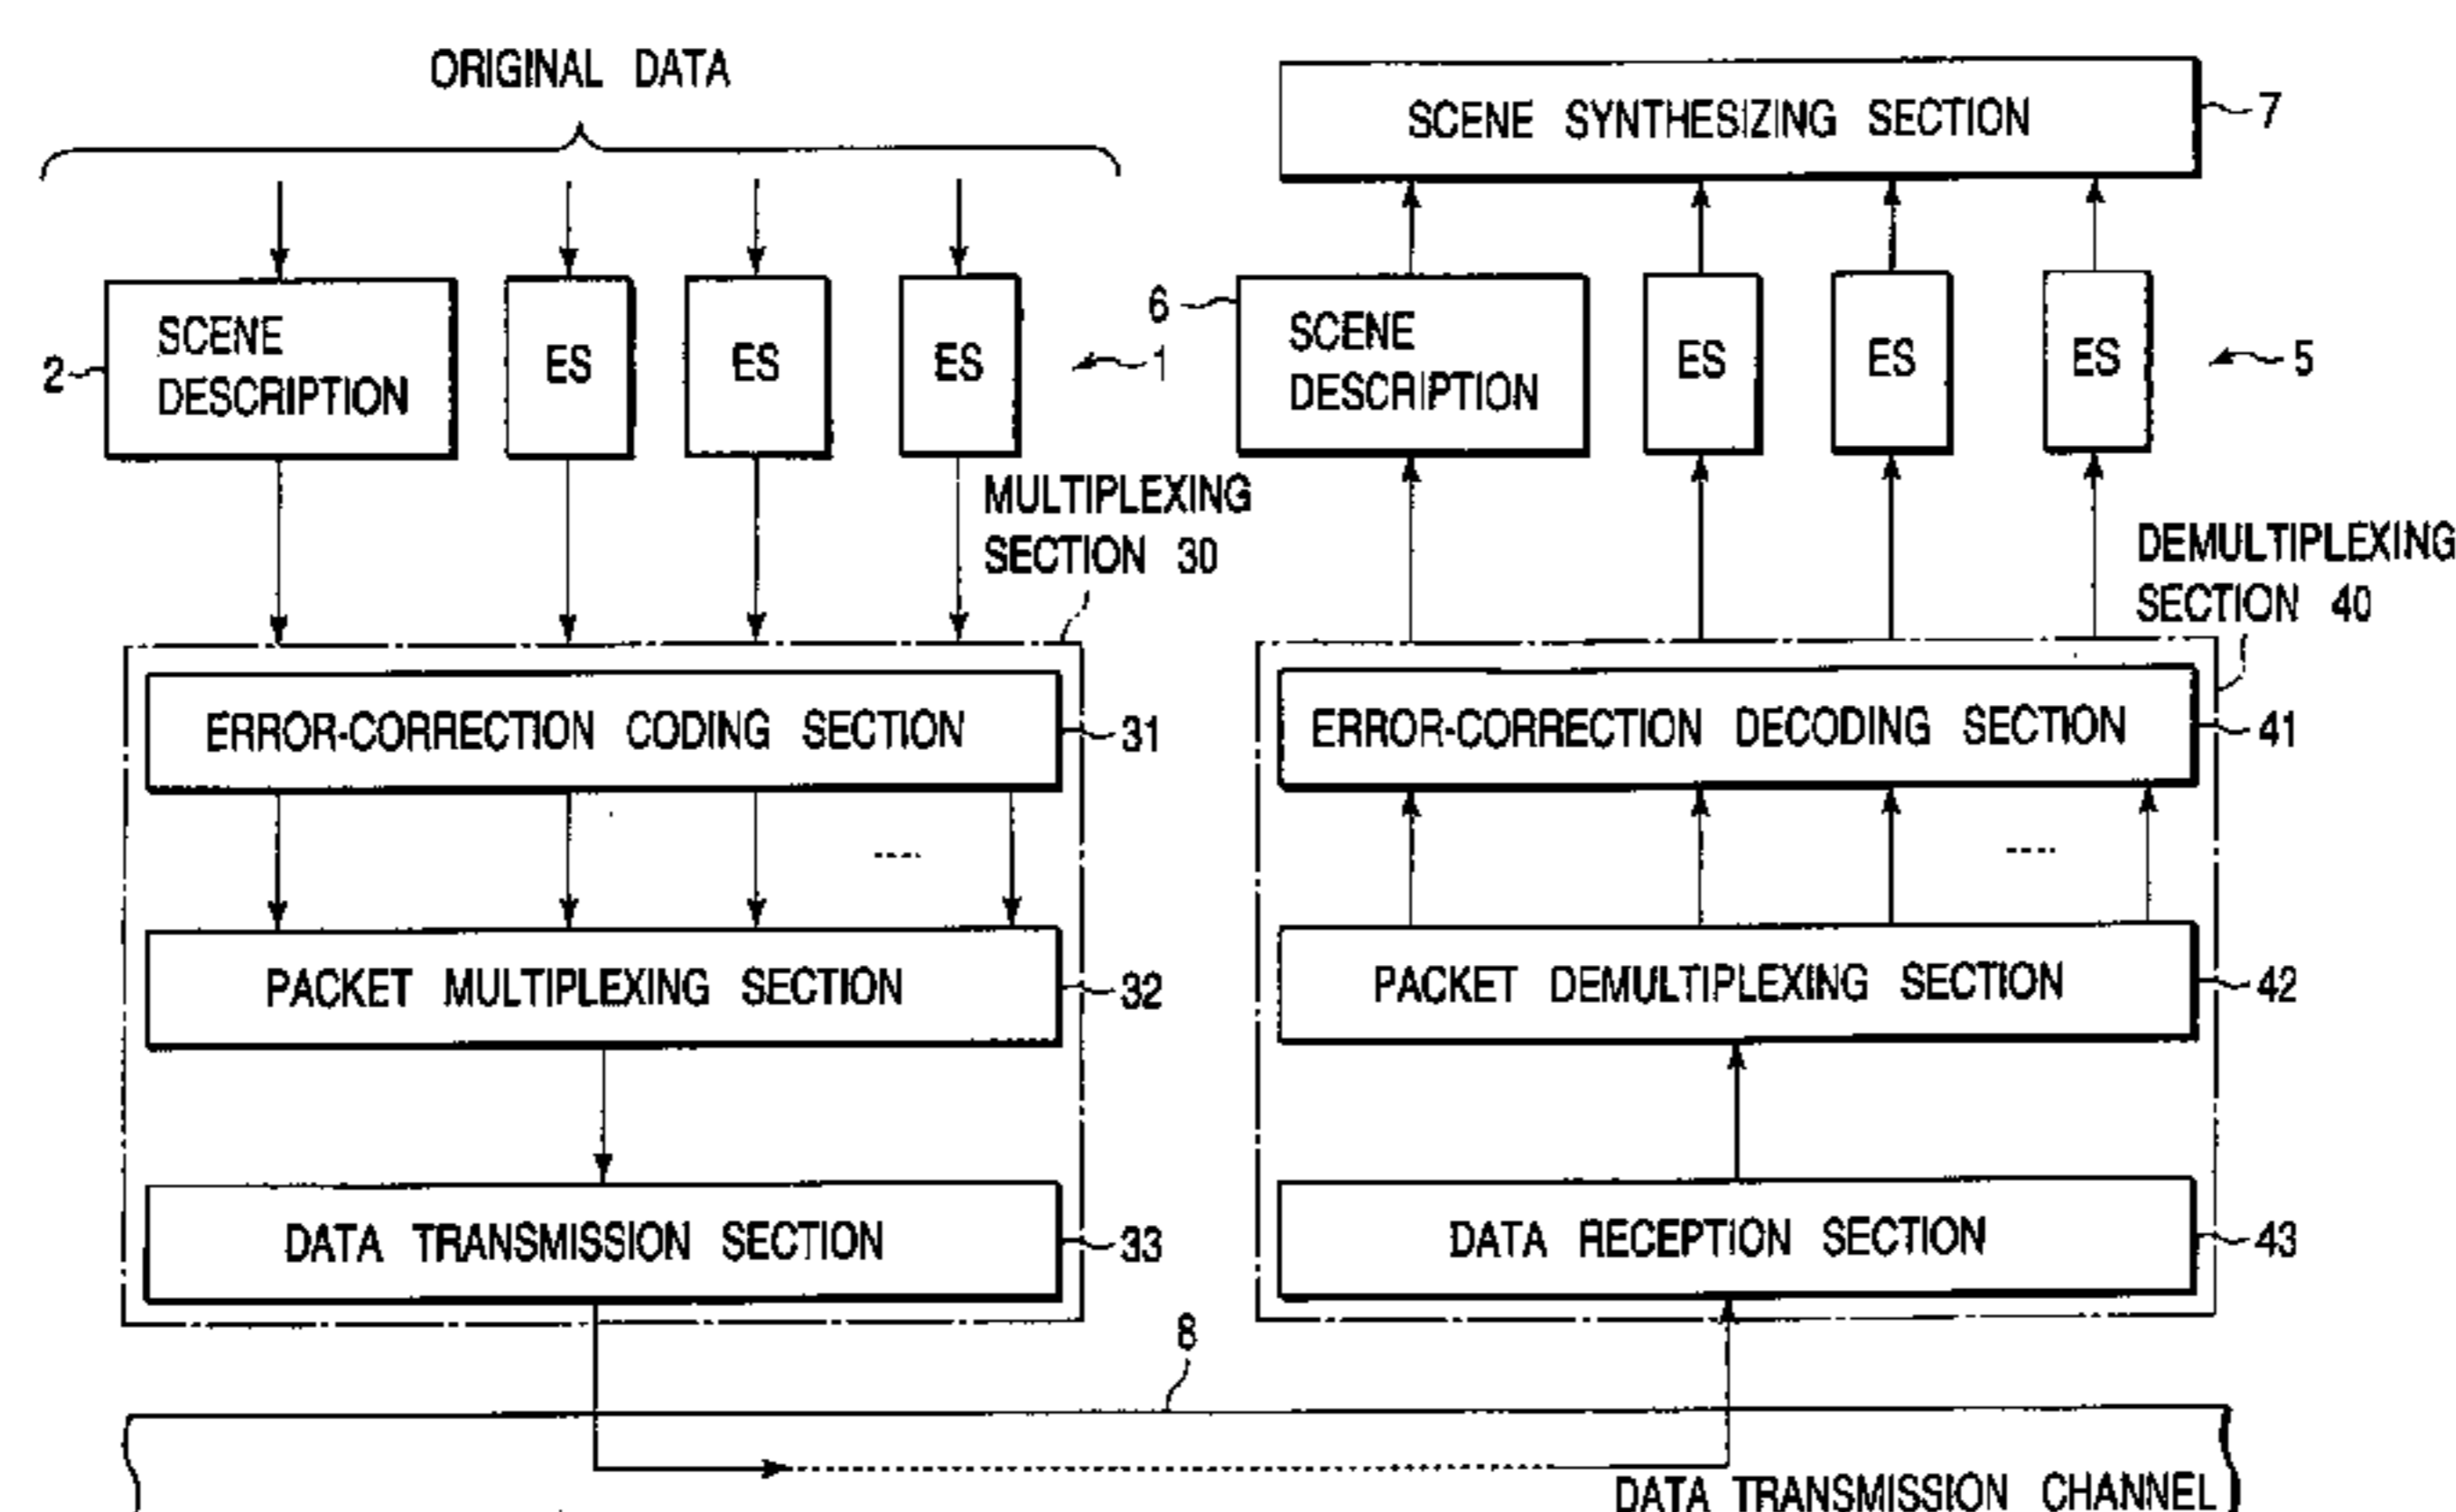 ORIGINAL DATA
SCENE SYNTHESIZING SECTION
7
2
SCENE
DESCRIPTION
ES
ES
ES
1
6
SCENE
DESCRIPTION
ES
ES
ES
5
MULTIPLEXING
SECTION 30
DEMULTIPLEXING
SECTION 40
ERROR-CORRECTION CODING SECTION
31
ERROR-CORRECTION DECODING SECTION
41
PACKET MULTIPLEXING SECTION
32
PACKET DEMULTIPLEXING SECTION
42
DATA TRANSMISSION SECTION
33
DATA RECEPTION SECTION
43
8
DATA TRANSMISSION CHANNEL